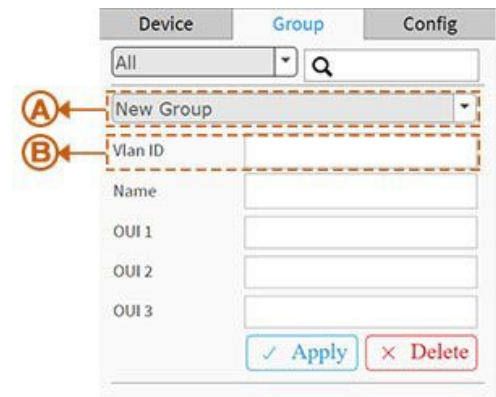 Device Group Config
All
A New Group
B Vlan ID
Name
OUI 1
OUI 2
OUI 3
✓ Apply × Delete